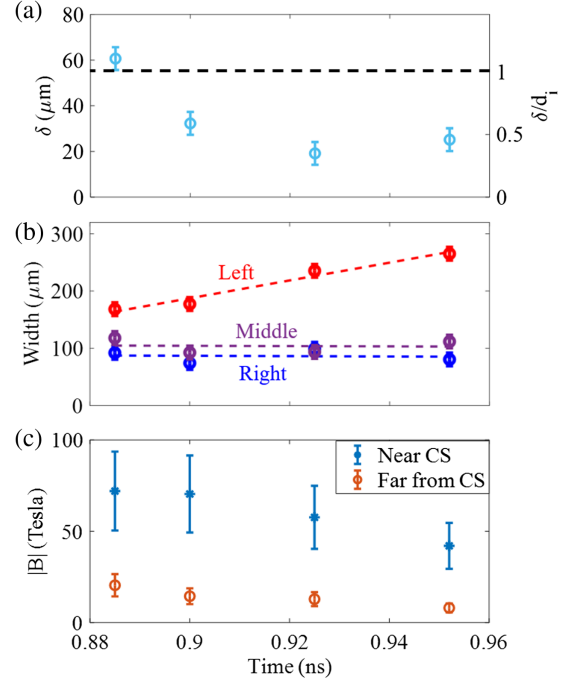 (a)
80
60
40
20
0
δ (μm)
1
0.5
0
δ/d_i
(b)
300
200
100
0
Width (μm)
Left
Middle
Right
(c)
100
50
0
|B| (Tesla)
Near CS
Far from CS
0.88
0.9
0.92
0.94
0.96
Time (ns)